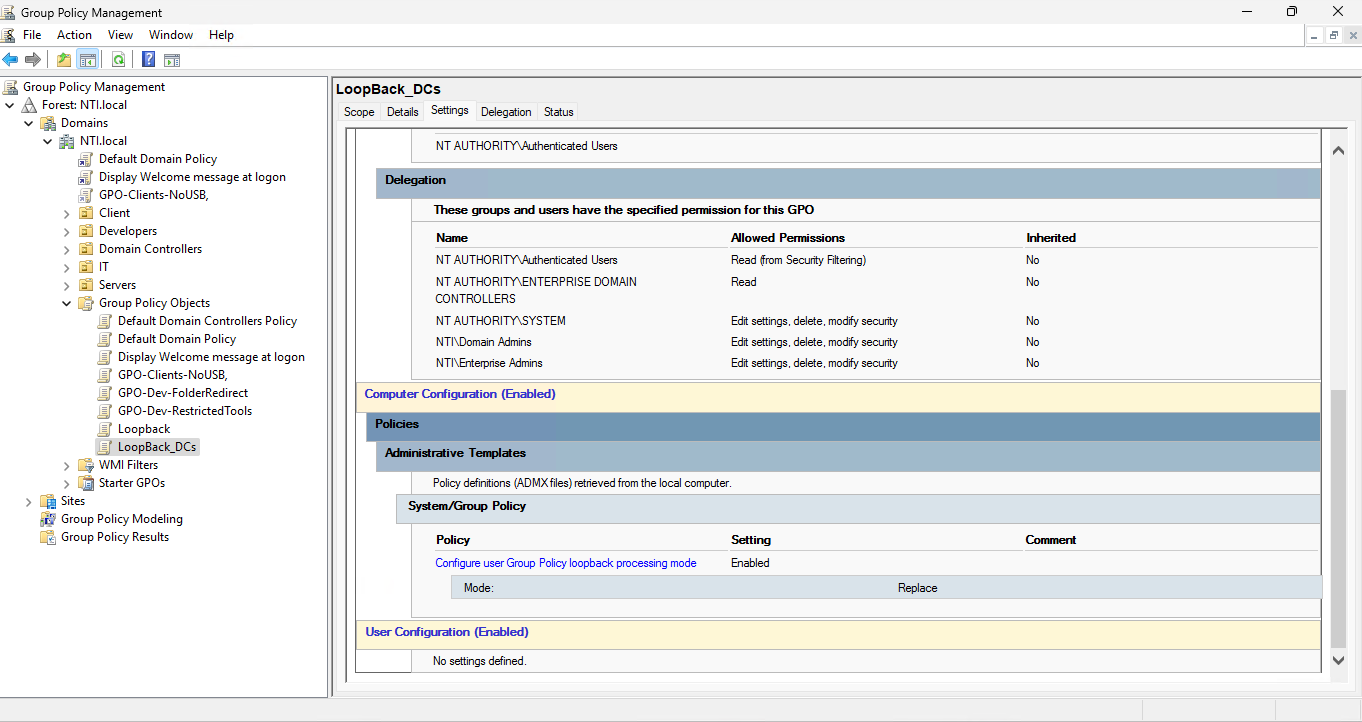 Group Policy Management
File Action View Window Help
Group Policy Management
Forest: NTI.local
Domains
NTI.local
Default Domain Policy
Display Welcome message at logon
GPO-Clients-NoUSB,
Client
Developers
Domain Controllers
IT
Servers
Group Policy Objects
Default Domain Controllers Policy
Default Domain Policy
Display Welcome message at logon
GPO-Clients-NoUSB,
GPO-Dev-FolderRedirect
GPO-Dev-RestrictedTools
Loopback
LoopBack_DCs
WMI Filters
Starter GPOs
Sites
Group Policy Modeling
Group Policy Results
LoopBack_DCs
Scope Details Settings Delegation Status
NT AUTHORITY\Authenticated Users
Delegation
These groups and users have the specified permission for this GPO
Name Allowed Permissions Inherited
NT AUTHORITY\Authenticated Users Read (from Security Filtering) No
NT AUTHORITY\ENTERPRISE DOMAIN Read No
CONTROLLERS
NT AUTHORITY\SYSTEM Edit settings, delete, modify security No
NTI\Domain Admins Edit settings, delete, modify security No
NTI\Enterprise Admins Edit settings, delete, modify security No
Computer Configuration (Enabled)
Policies
Administrative Templates
Policy definitions (ADMX files) retrieved from the local computer.
System/Group Policy
Policy Setting Comment
Configure user Group Policy loopback processing mode Enabled
Mode: Replace
User Configuration (Enabled)
No settings defined.